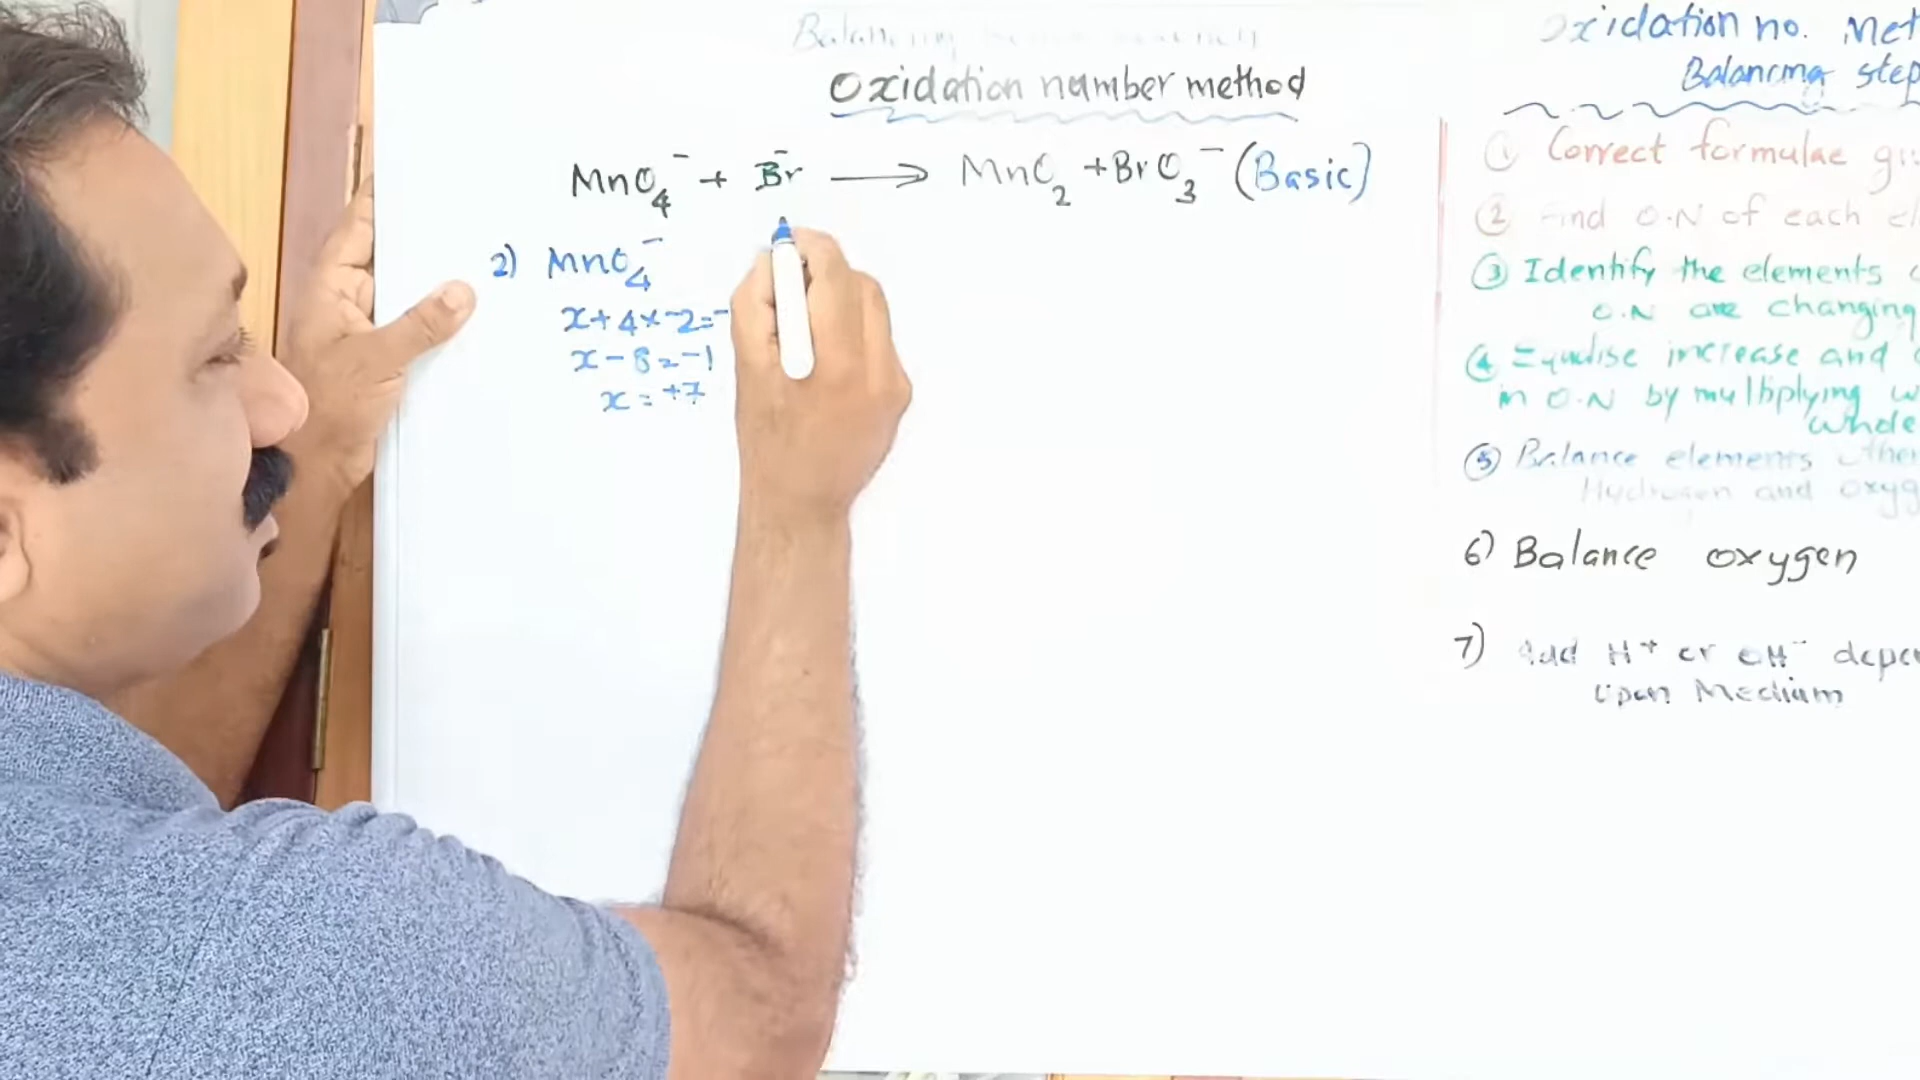 Oxidation number method
MnO₄⁻ + Br⁻ ⟶ MnO₂ + BrO₃⁻ (Basic)
2) MnO₄⁻
x+4×-2=-
x-8=-1
x=+7
Oxidation no. Met
Balancing step
① Correct formulae gi
② Find O.N of each el
③ Identify the elements
O.N are changing
④ Equalise increase and
in O.N by multiplying w
whole
⑤ Balance elements other
Hydrogen and oxyg
6) Balance oxygen
7) Add H⁺ or OH⁻ depen
Upon Medium